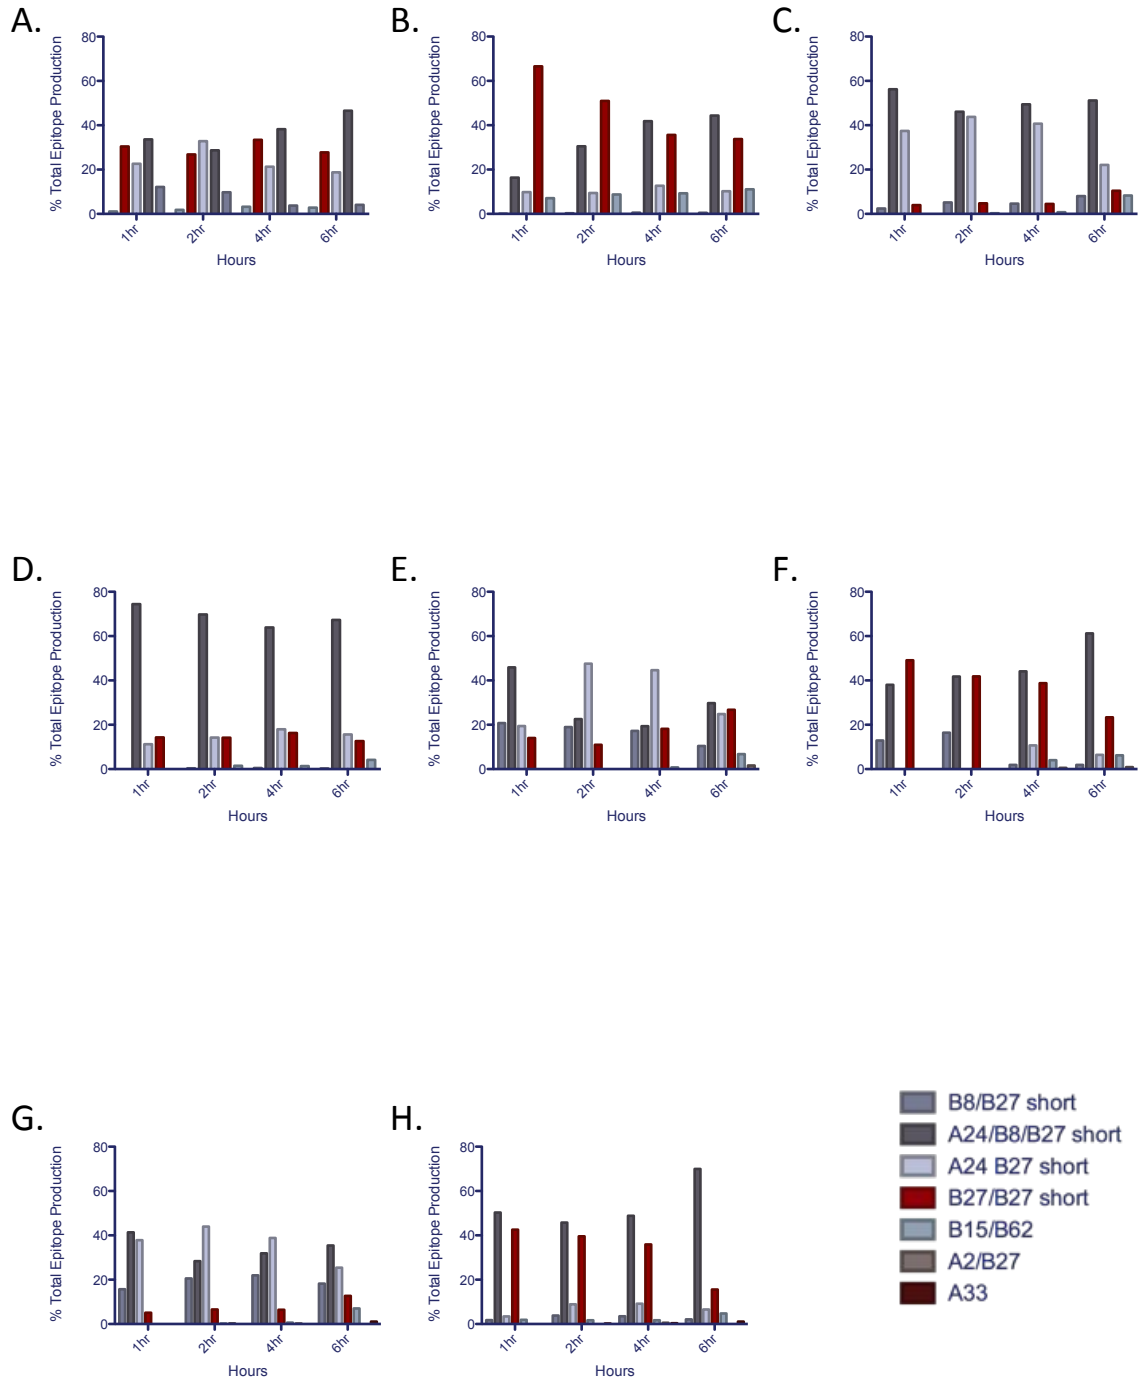 A.
80
60
40
20
0
% Total Epitope Production
1hr
2hr
4hr
6hr
Hours
B.
80
60
40
20
0
% Total Epitope Production
1hr
2hr
4hr
6hr
Hours
C.
80
60
40
20
0
% Total Epitope Production
1hr
2hr
4hr
6hr
Hours
D.
80
60
40
20
0
% Total Epitope Production
1hr
2hr
4hr
6hr
Hours
E.
80
60
40
20
0
% Total Epitope Production
1hr
2hr
4hr
6hr
Hours
F.
80
60
40
20
0
% Total Epitope Production
1hr
2hr
4hr
6hr
Hours
G.
80
60
40
20
0
% Total Epitope Production
1hr
2hr
4hr
6hr
Hours
H.
80
60
40
20
0
% Total Epitope Production
1hr
2hr
4hr
6hr
Hours
B8/B27 short
A24/B8/B27 short
A24 B27 short
B27/B27 short
B15/B62
A2/B27
A33